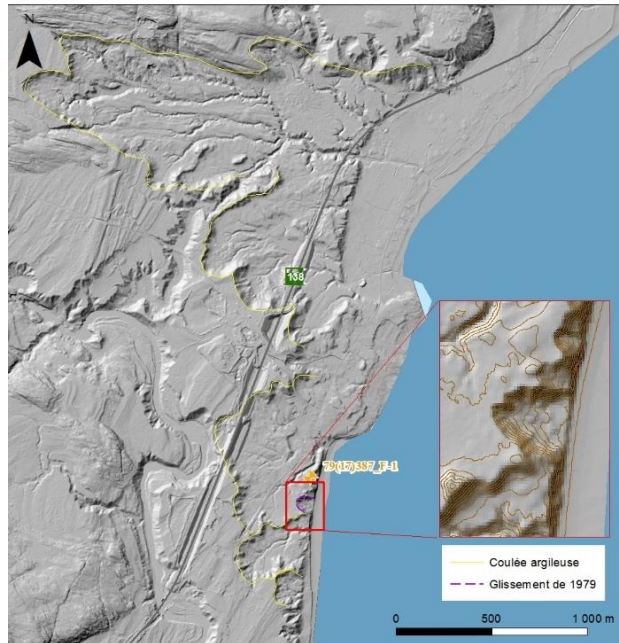 N
138
79(17)387_F-1
Coulée argileuse
Glissement de 1979
0 500 1 000 m